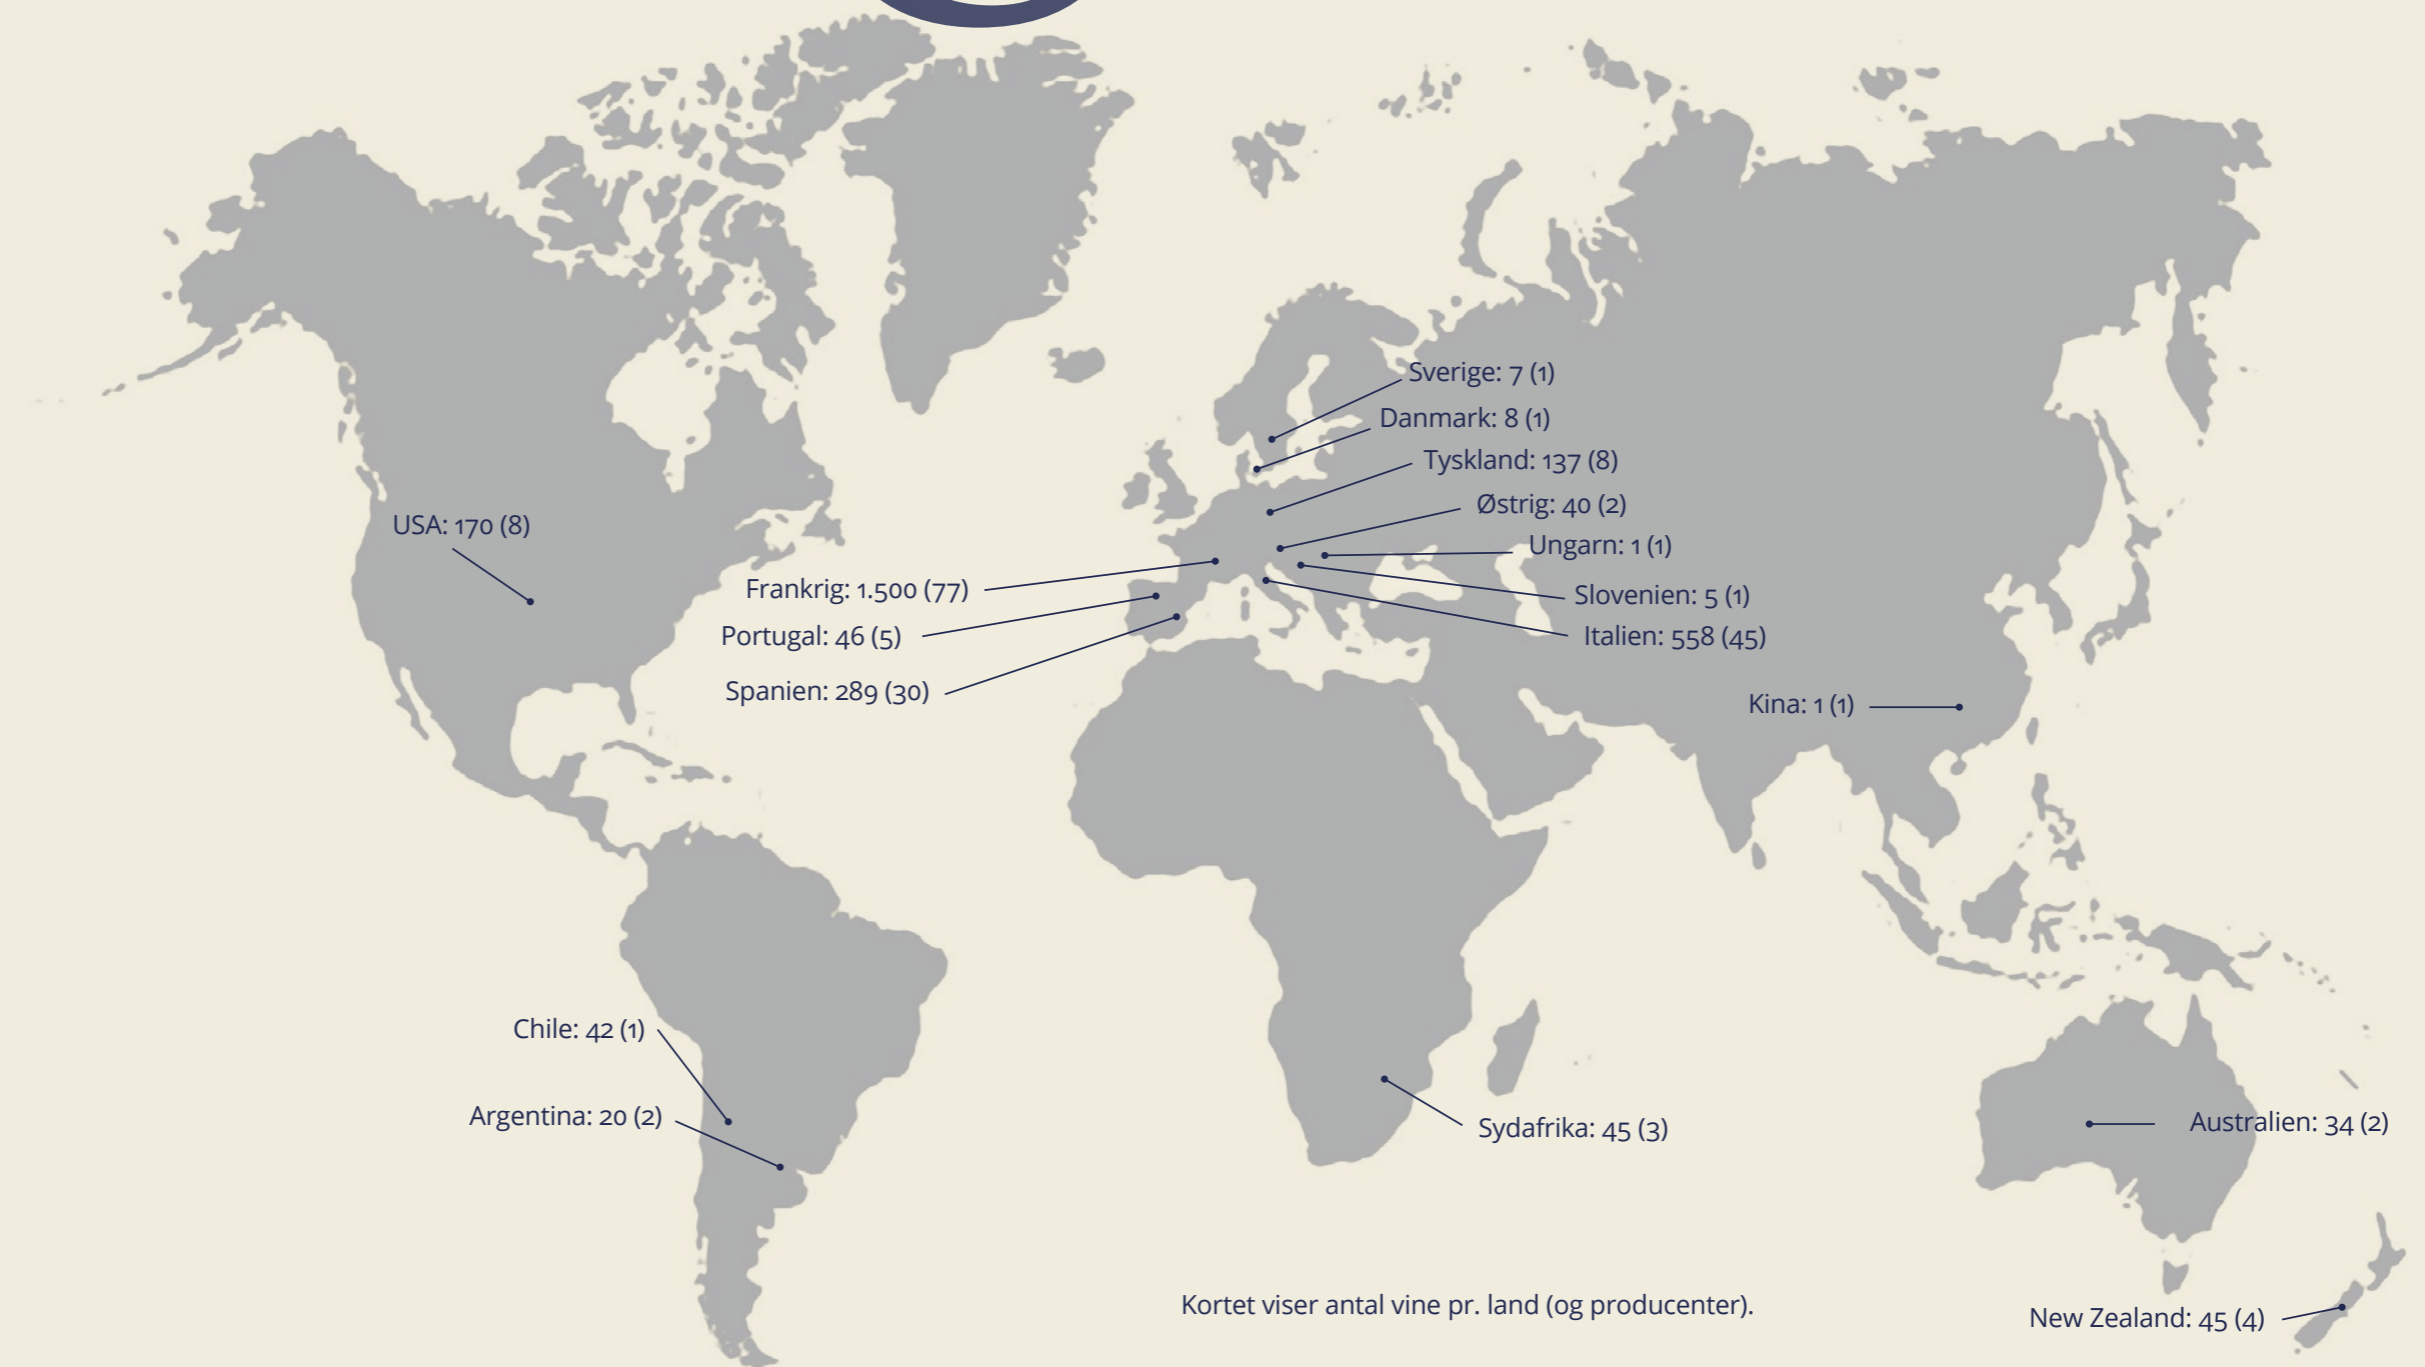 Sverige: 7 (1)
Danmark: 8 (1)
Tyskland: 137 (8)
Østrig: 40 (2)
USA: 170 (8)
Ungarn: 1 (1)
Frankrig: 1.500 (77)
Slovenien: 5 (1)
Portugal: 46 (5)
Italien: 558 (45)
Spanien: 289 (30)
Kina: 1 (1)
Chile: 42 (1)
Argentina: 20 (2)
Sydafrika: 45 (3)
Australien: 34 (2)
Kortet viser antal vine pr. land (og producenter).
New Zealand: 45 (4)